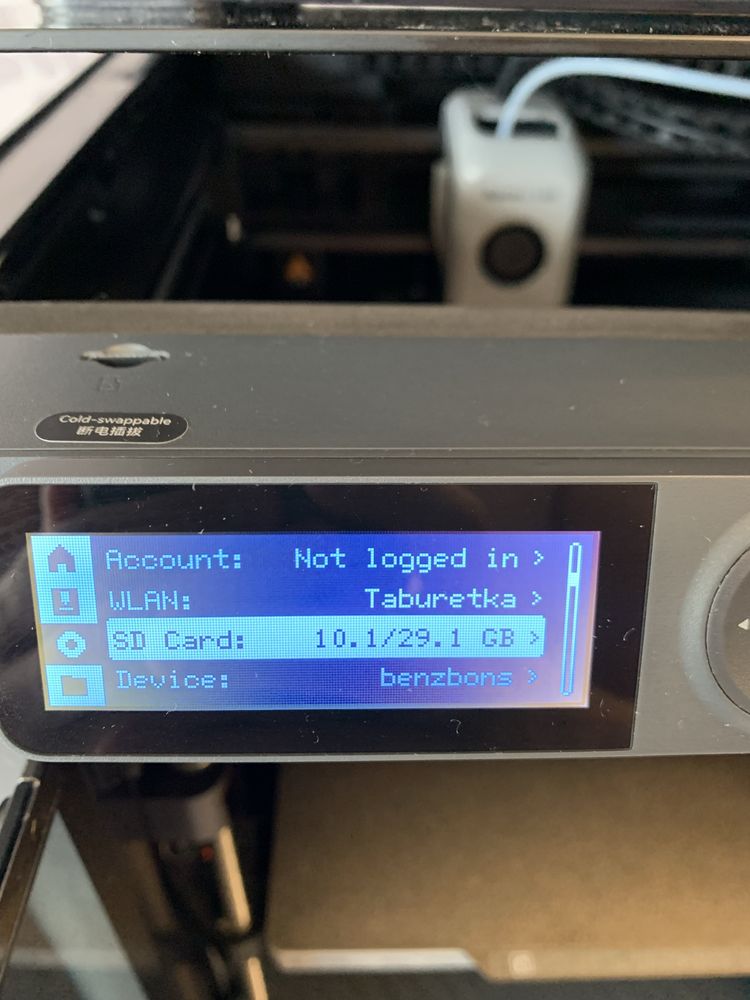 Cold-swappable
断电插拔
Account: Not logged in >
WLAN: Taburetka >
SD Card: 10.1/29.1 GB >
Device: benzbons >